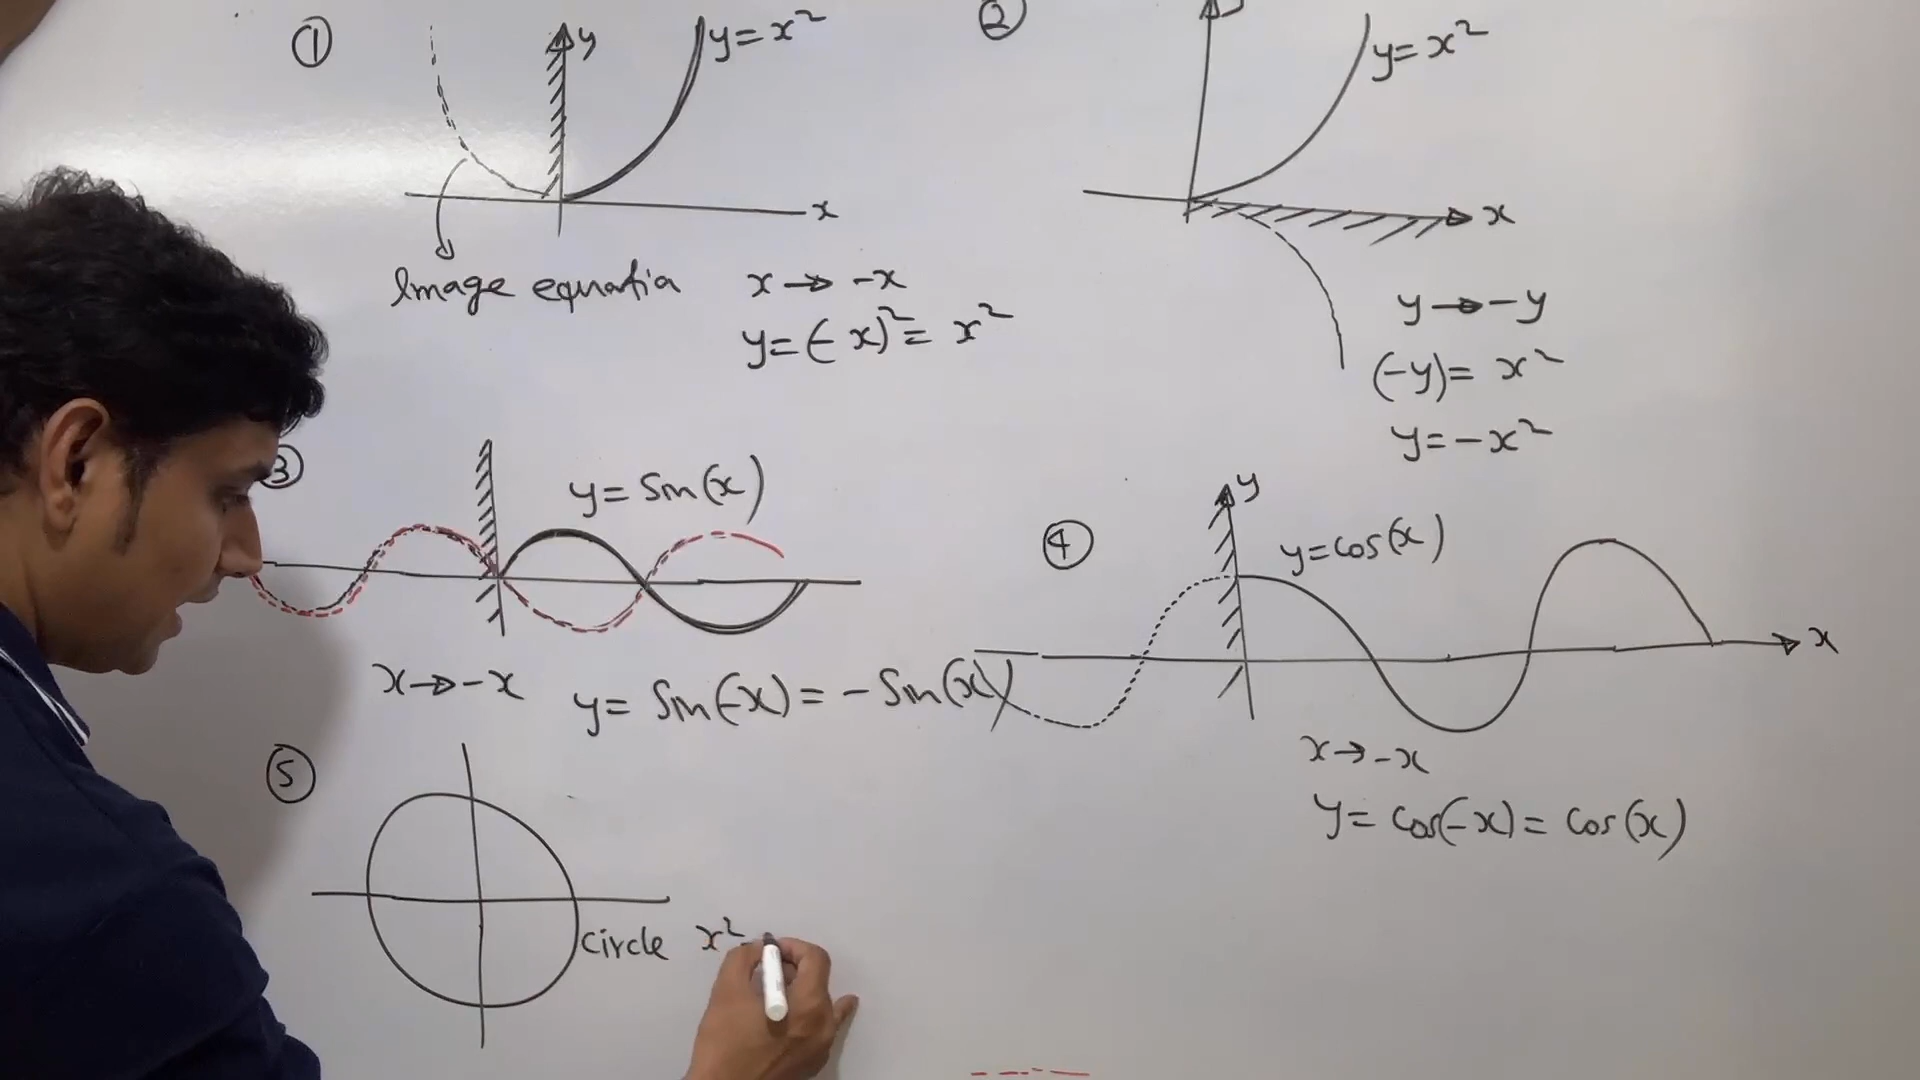 ①
y
y=x²
x
Image equatia
x → -x
y=(-x)²= x²
②
y=x²
x
y → -y
(-y)= x²
y=-x²
③
y= Sin(x)
x → -x
y= Sin(-x)= -Sin(x)
④
y
y=cos(x)
x
x → -x
y= cos(-x)= cos(x)
⑤
circle x²